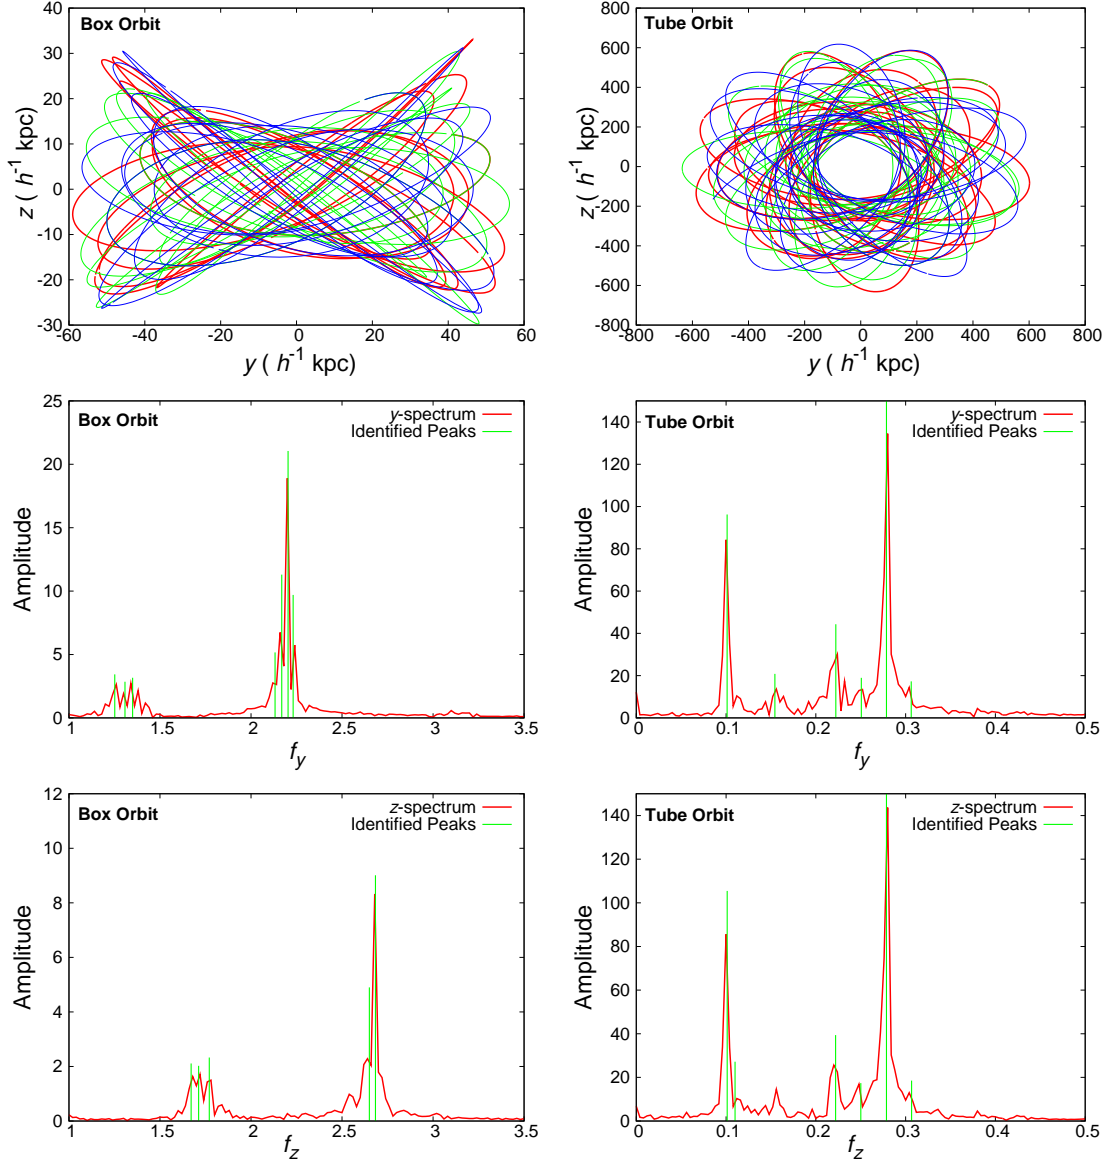 Box Orbit
40
30
20
10
0
-10
-20
-30
z ( h-1 kpc)
-60 -40 -20 0 20 40 60
y ( h-1 kpc)
Tube Orbit
800
600
400
200
0
-200
-400
-600
-800
z ( h-1 kpc)
-800 -600 -400 -200 0 200 400 600 800
y ( h-1 kpc)
Box Orbit
y-spectrum
Identified Peaks
25
20
15
10
5
0
Amplitude
1 1.5 2 2.5 3 3.5
fy
Tube Orbit
y-spectrum
Identified Peaks
140
120
100
80
60
40
20
0
Amplitude
0 0.1 0.2 0.3 0.4 0.5
fy
Box Orbit
z-spectrum
Identified Peaks
12
10
8
6
4
2
0
Amplitude
1 1.5 2 2.5 3 3.5
fz
Tube Orbit
z-spectrum
Identified Peaks
140
120
100
80
60
40
20
0
Amplitude
0 0.1 0.2 0.3 0.4 0.5
fz